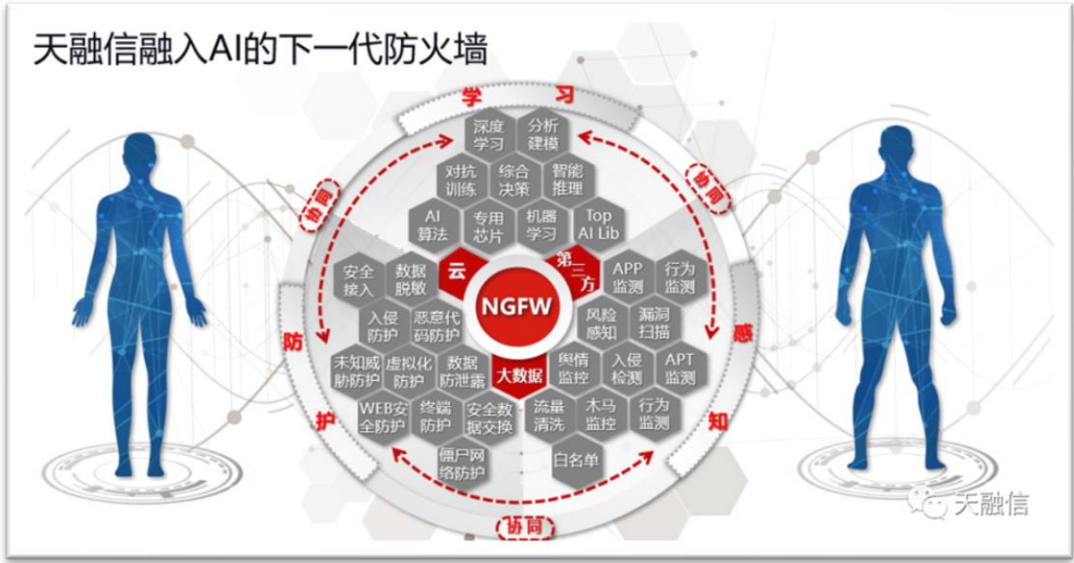 天融信融入AI的下一代防火墙
学习
深度
学习
分析
建模
对抗
训练
综合
决策
智能
推理
AI
算法
专用
芯片
机器
学习
Top
AI Lib
协同
协同
云
第三方
NGFW
大数据
安全
接入
数据
脱敏
入侵
防护
恶意代
码防护
未知威
胁防护
虚拟化
防护
数据
防泄露
WEB安
全防护
终端
防护
安全数
据交换
僵尸网
络防护
防护
APP
监测
行为
监测
风险
感知
漏洞
扫描
舆情
监控
入侵
检测
APT
监测
流量
清洗
木马
监控
行为
监测
白名单
感知
协同
天融信